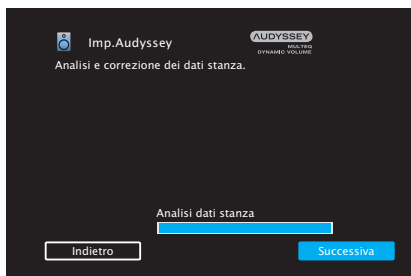 Imp.Audyssey
AUDYSSEY
MULTEQ
DYNAMIC VOLUME
Analisi e correzione dei dati stanza.
Analisi dati stanza
Indietro
Successiva